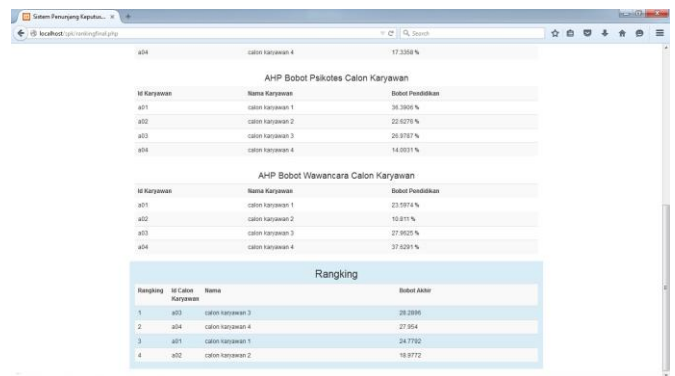 Sistem Penunjang Keputus...
localhost/spk/rankingfinal.php
Search
a04 calon karyawan 4 17.3358 %
AHP Bobot Psikotes Calon Karyawan
Id Karyawan Nama Karyawan Bobot Pendidikan
a01 calon karyawan 1 36.3906 %
a02 calon karyawan 2 22.6276 %
a03 calon karyawan 3 26.9787 %
a04 calon karyawan 4 14.0031 %
AHP Bobot Wawancara Calon Karyawan
Id Karyawan Nama Karyawan Bobot Pendidikan
a01 calon karyawan 1 23.5974 %
a02 calon karyawan 2 10.811 %
a03 calon karyawan 3 27.9625 %
a04 calon karyawan 4 37.6291 %
Rangking
Rangking Id Calon Karyawan Nama Bobot Akhir
1 a03 calon karyawan 3 28.2896
2 a04 calon karyawan 4 27.954
3 a01 calon karyawan 1 24.7792
4 a02 calon karyawan 2 18.9772